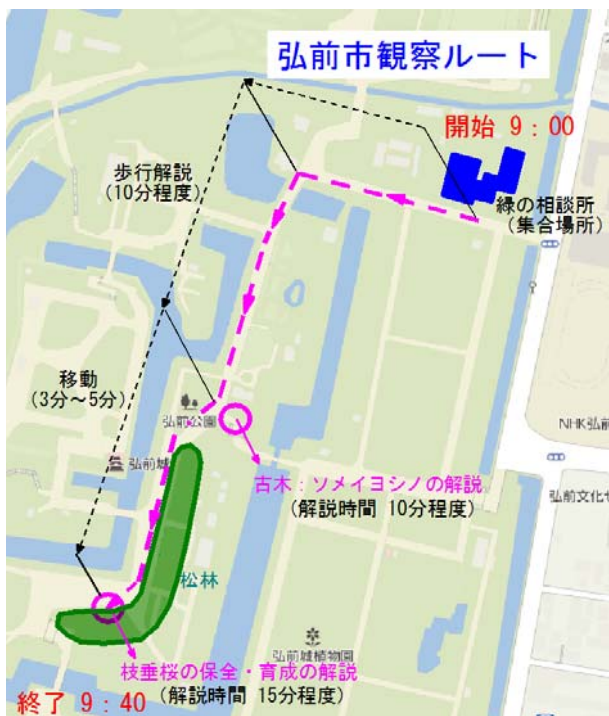 弘前市観察ルート
開始 9：00
歩行解説
(10分程度)
緑の相談所
(集合場所)
移動
(3分～5分)
弘前公園
NHK弘前
弘前城
古木：ソメイヨシノの解説
(解説時間 10分程度)
弘前文化セ
松林
弘前城植物園
枝垂桜の保全・育成の解説
(解説時間 15分程度)
終了 9：40